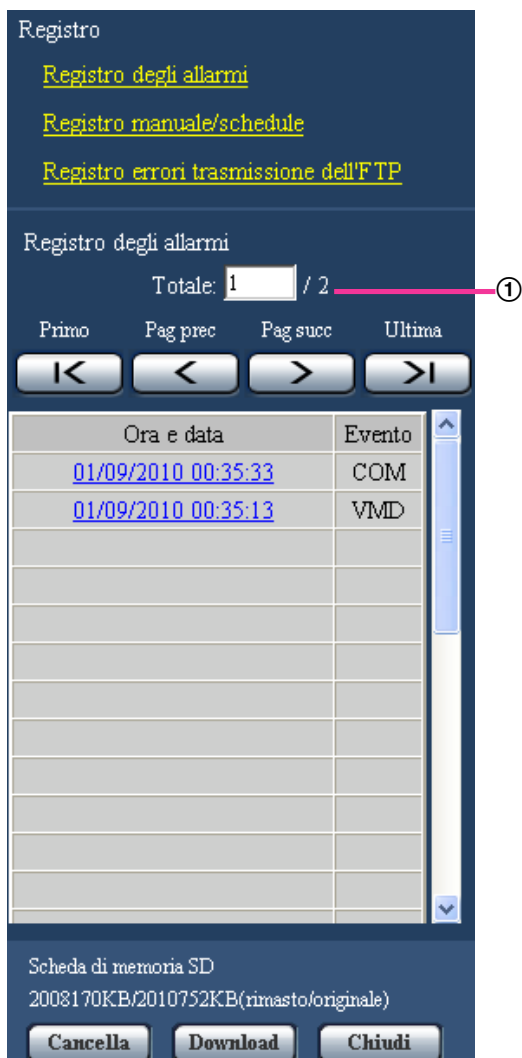 Registro
Registro degli allarmi
Registro manuale/schedule
Registro errori trasmissione dell'FTP
Registro degli allarmi
Totale: 1 / 2
①
Primo Pag prec Pag succ Ultima
Ora e data Evento
01/09/2010 00:35:33 COM
01/09/2010 00:35:13 VMD
Scheda di memoria SD
2008170KB/2010752KB(rimasto/originale)
Cancella Download Chiudi